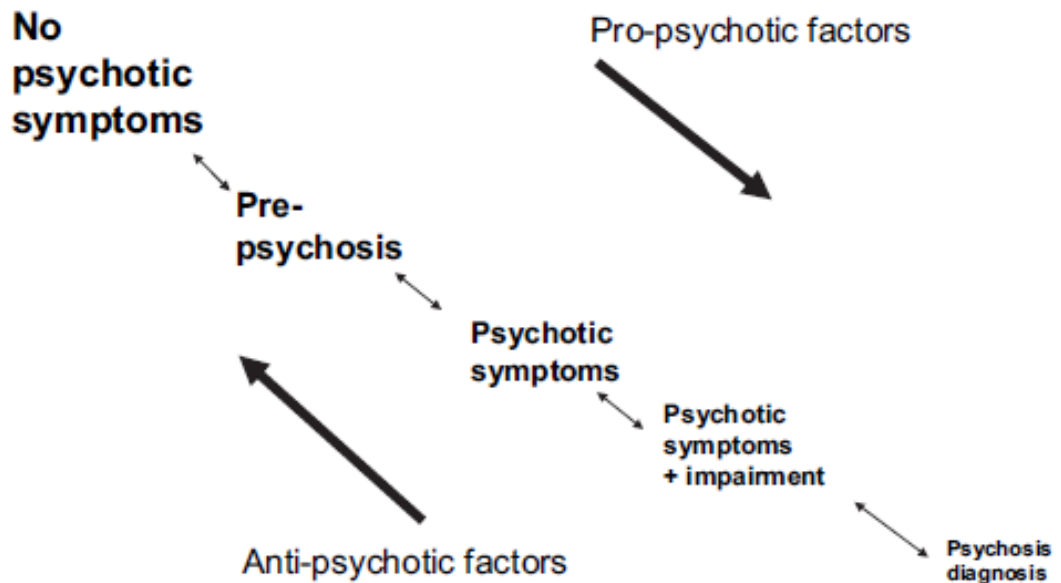 No
psychotic
symptoms
Pro-psychotic factors
Pre-
psychosis
Psychotic
symptoms
Psychotic
symptoms
+ impairment
Anti-psychotic factors
Psychosis
diagnosis